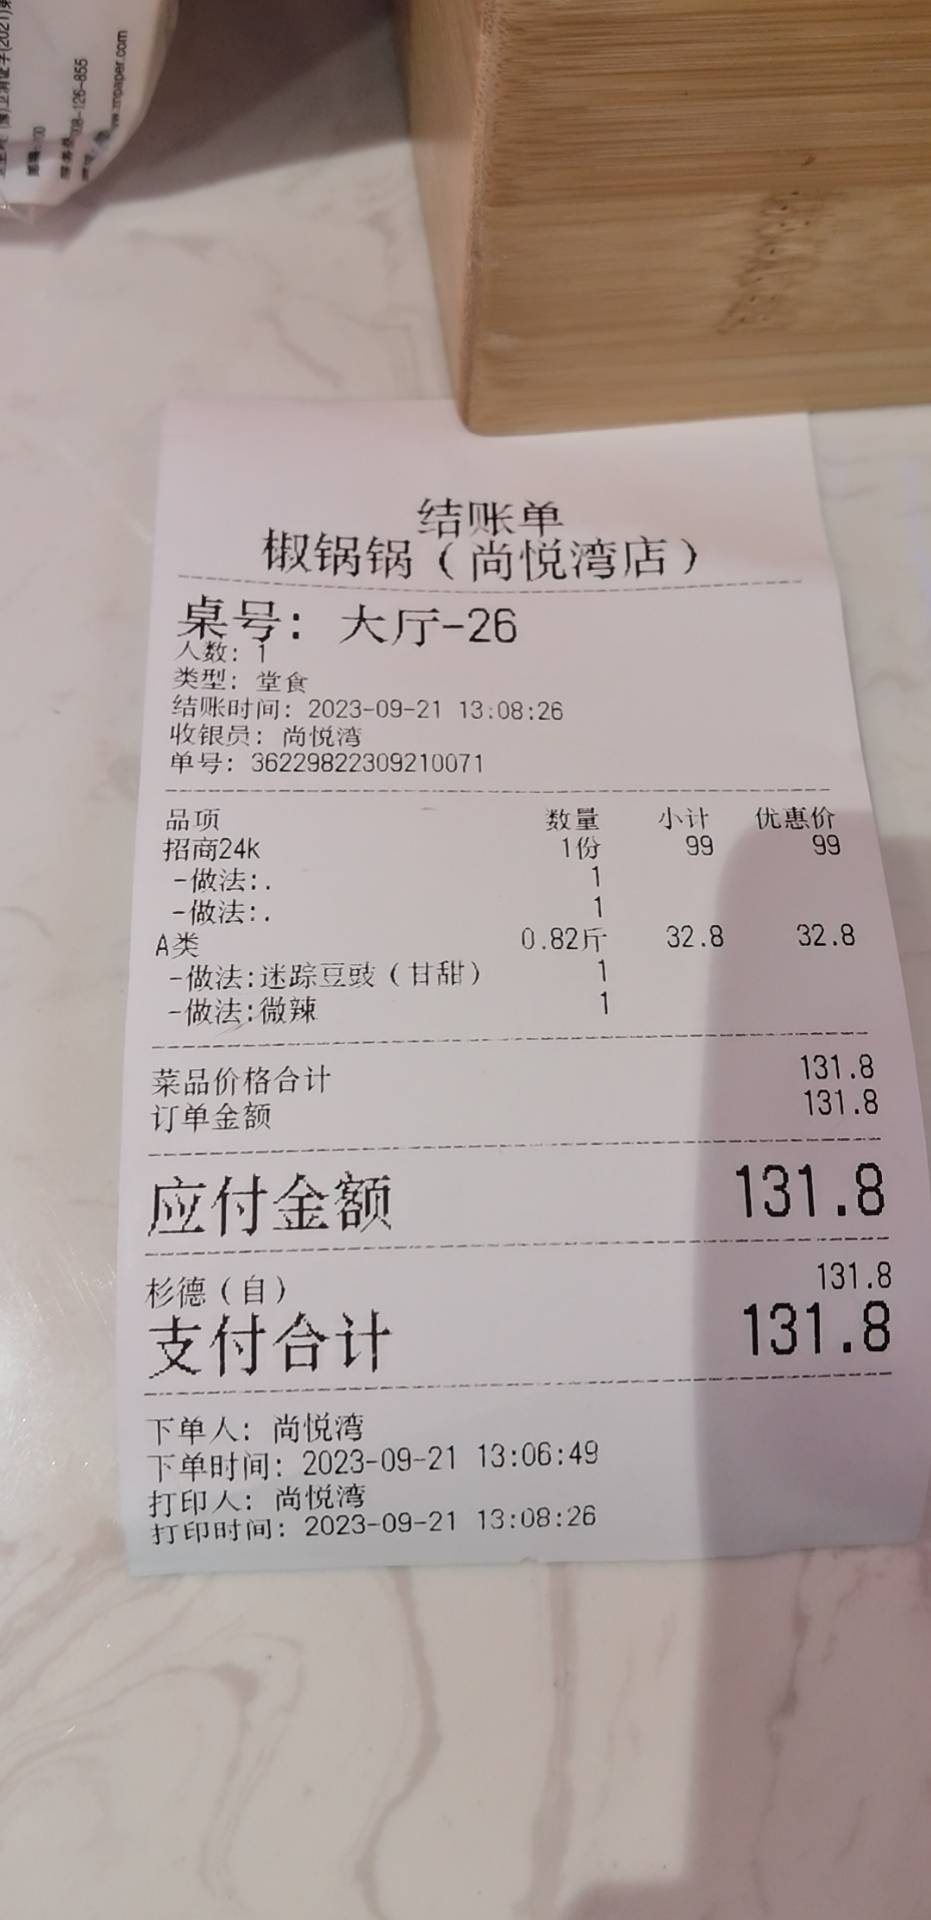 08-126-855
结账单
椒锅锅（尚悦湾店）
桌号: 大厅-26
人数: 1
类型: 堂食
结账时间: 2023-09-21 13:08:26
收银员: 尚悦湾
单号: 36229822309210071
品项 数量 小计 优惠价
招商24k 1份 99 99
-做法:. 1
-做法:. 1
A类 0.82斤 32.8 32.8
-做法:迷踪豆豉（甘甜） 1
-做法:微辣 1
菜品价格合计 131.8
订单金额 131.8
应付金额 131.8
杉德（自） 131.8
支付合计 131.8
下单人: 尚悦湾
下单时间: 2023-09-21 13:06:49
打印人: 尚悦湾
打印时间: 2023-09-21 13:08:26